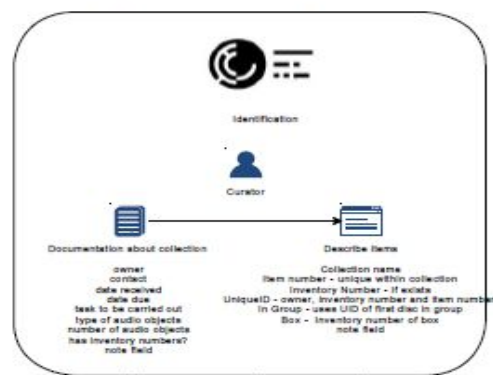 Identification
Curator
Documentation about collection
owner
contact
date received
date due
task to be carried out
type of audio objects
number of audio objects
has inventory numbers?
note field
Describe items
Collection name
Item number - unique within collection
Inventory Number - if exists
UniqueID - owner, inventory number and item number
In Group - uses UID of first disc in group
Box - Inventory number of box
note field